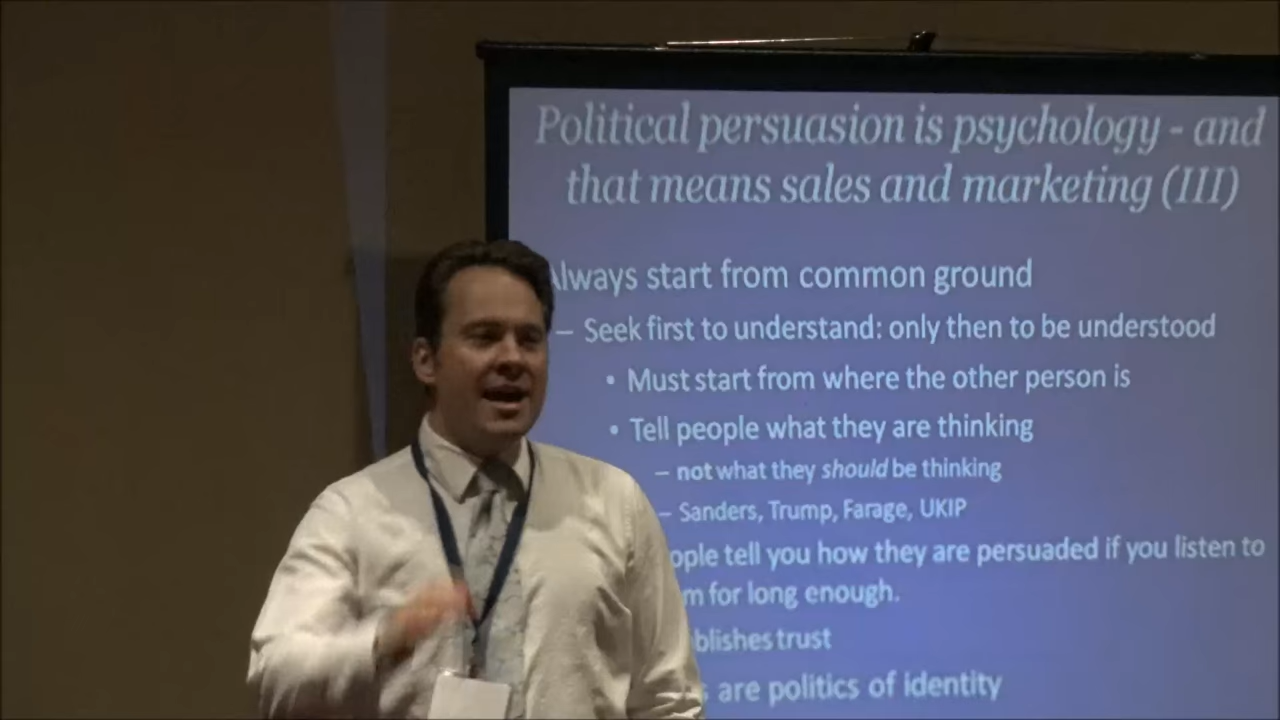 Political persuasion is psychology - and
that means sales and marketing (III)
Always start from common ground
– Seek first to understand: only then to be understood
• Must start from where the other person is
• Tell people what they are thinking
– not what they should be thinking
– Sanders, Trump, Farage, UKIP
you how they are persuaded if you listen to
for long enough.
trust
are politics of identity